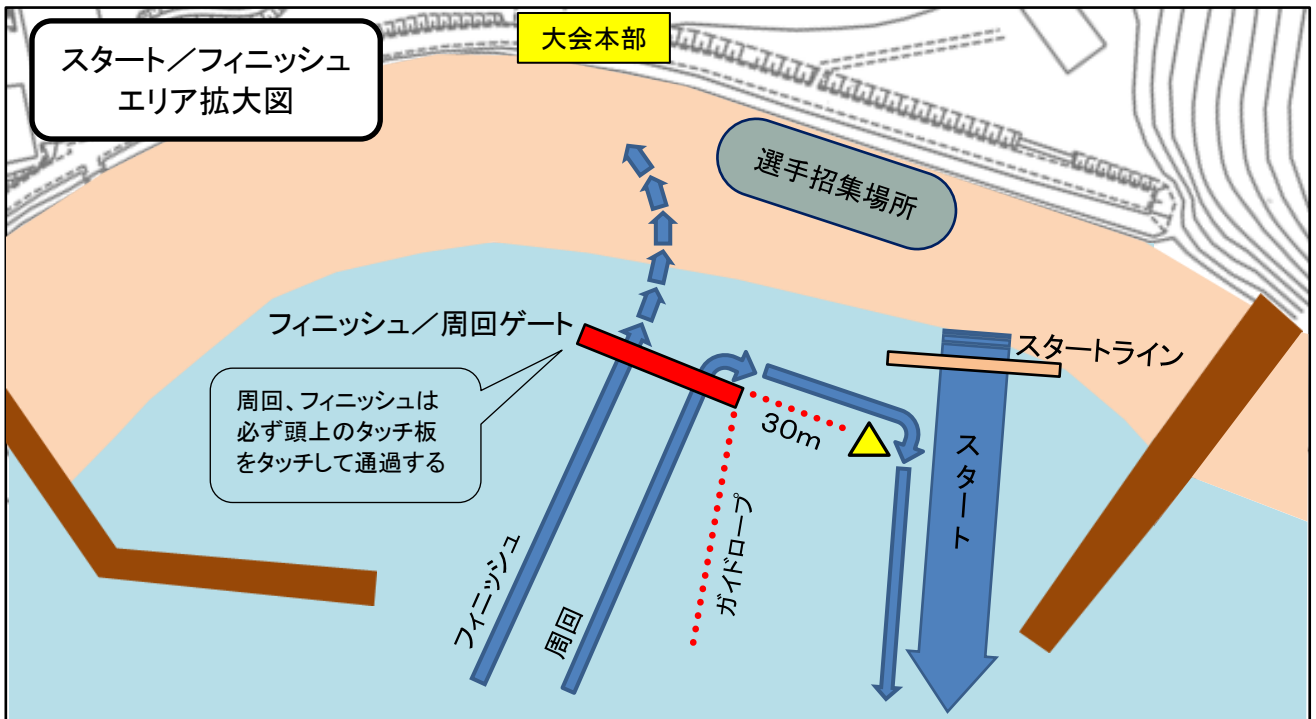 スタート／フィニッシュ
エリア拡大図
大会本部
選手招集場所
フィニッシュ／周回ゲート
スタートライン
周回、フィニッシュは
必ず頭上のタッチ板
をタッチして通過する
30m
スタート
ガイドロープ
フィニッシュ
周回